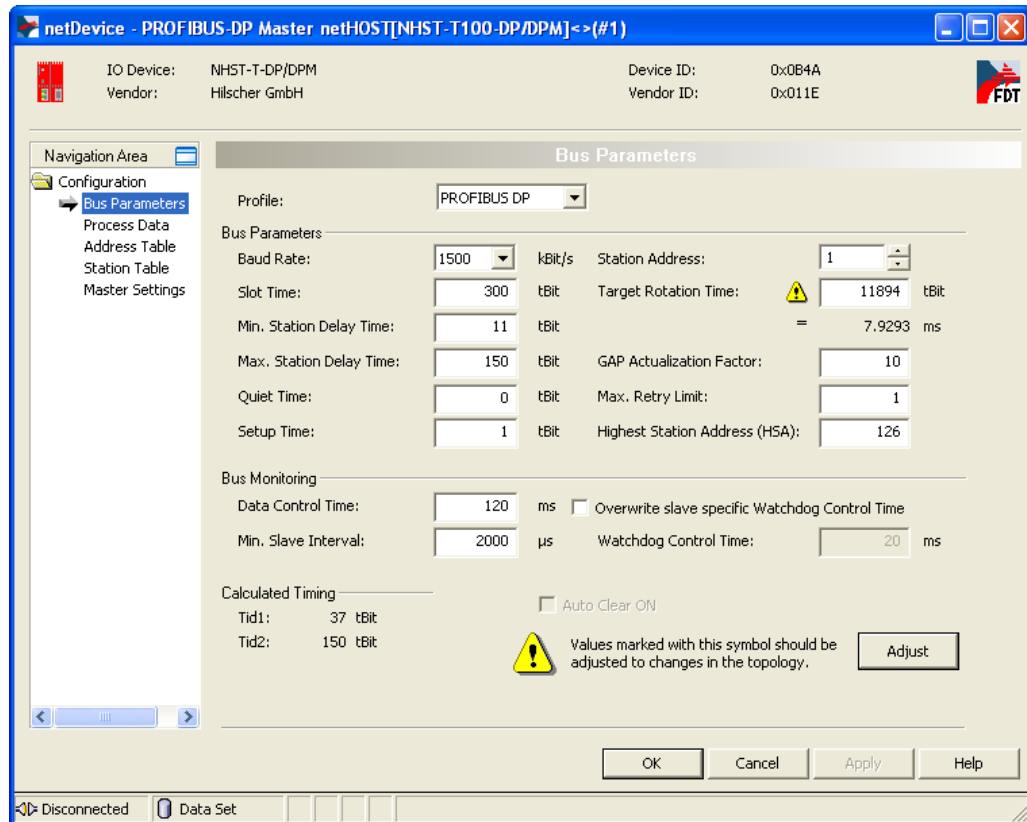 netDevice - PROFIBUS-DP Master netHOST[NHST-T100-DP/DPM]<>(#1)
IO Device: NHST-T-DP/DPM Device ID: 0x0B4A
Vendor: Hilscher GmbH Vendor ID: 0x011E
FDT
Navigation Area
Configuration
Bus Parameters
Process Data
Address Table
Station Table
Master Settings
Bus Parameters
Profile: PROFIBUS DP
Bus Parameters
Baud Rate: 1500 kBit/s Station Address: 1
Slot Time: 300 tBit Target Rotation Time: 11894 tBit
Min. Station Delay Time: 11 tBit = 7.9293 ms
Max. Station Delay Time: 150 tBit GAP Actualization Factor: 10
Quiet Time: 0 tBit Max. Retry Limit: 1
Setup Time: 1 tBit Highest Station Address (HSA): 126
Bus Monitoring
Data Control Time: 120 ms Overwrite slave specific Watchdog Control Time
Min. Slave Interval: 2000 µs Watchdog Control Time: 20 ms
Calculated Timing
Auto Clear ON
Tid1: 37 tBit
Tid2: 150 tBit
Values marked with this symbol should be
adjusted to changes in the topology.
Adjust
OK Cancel Apply Help
Disconnected Data Set